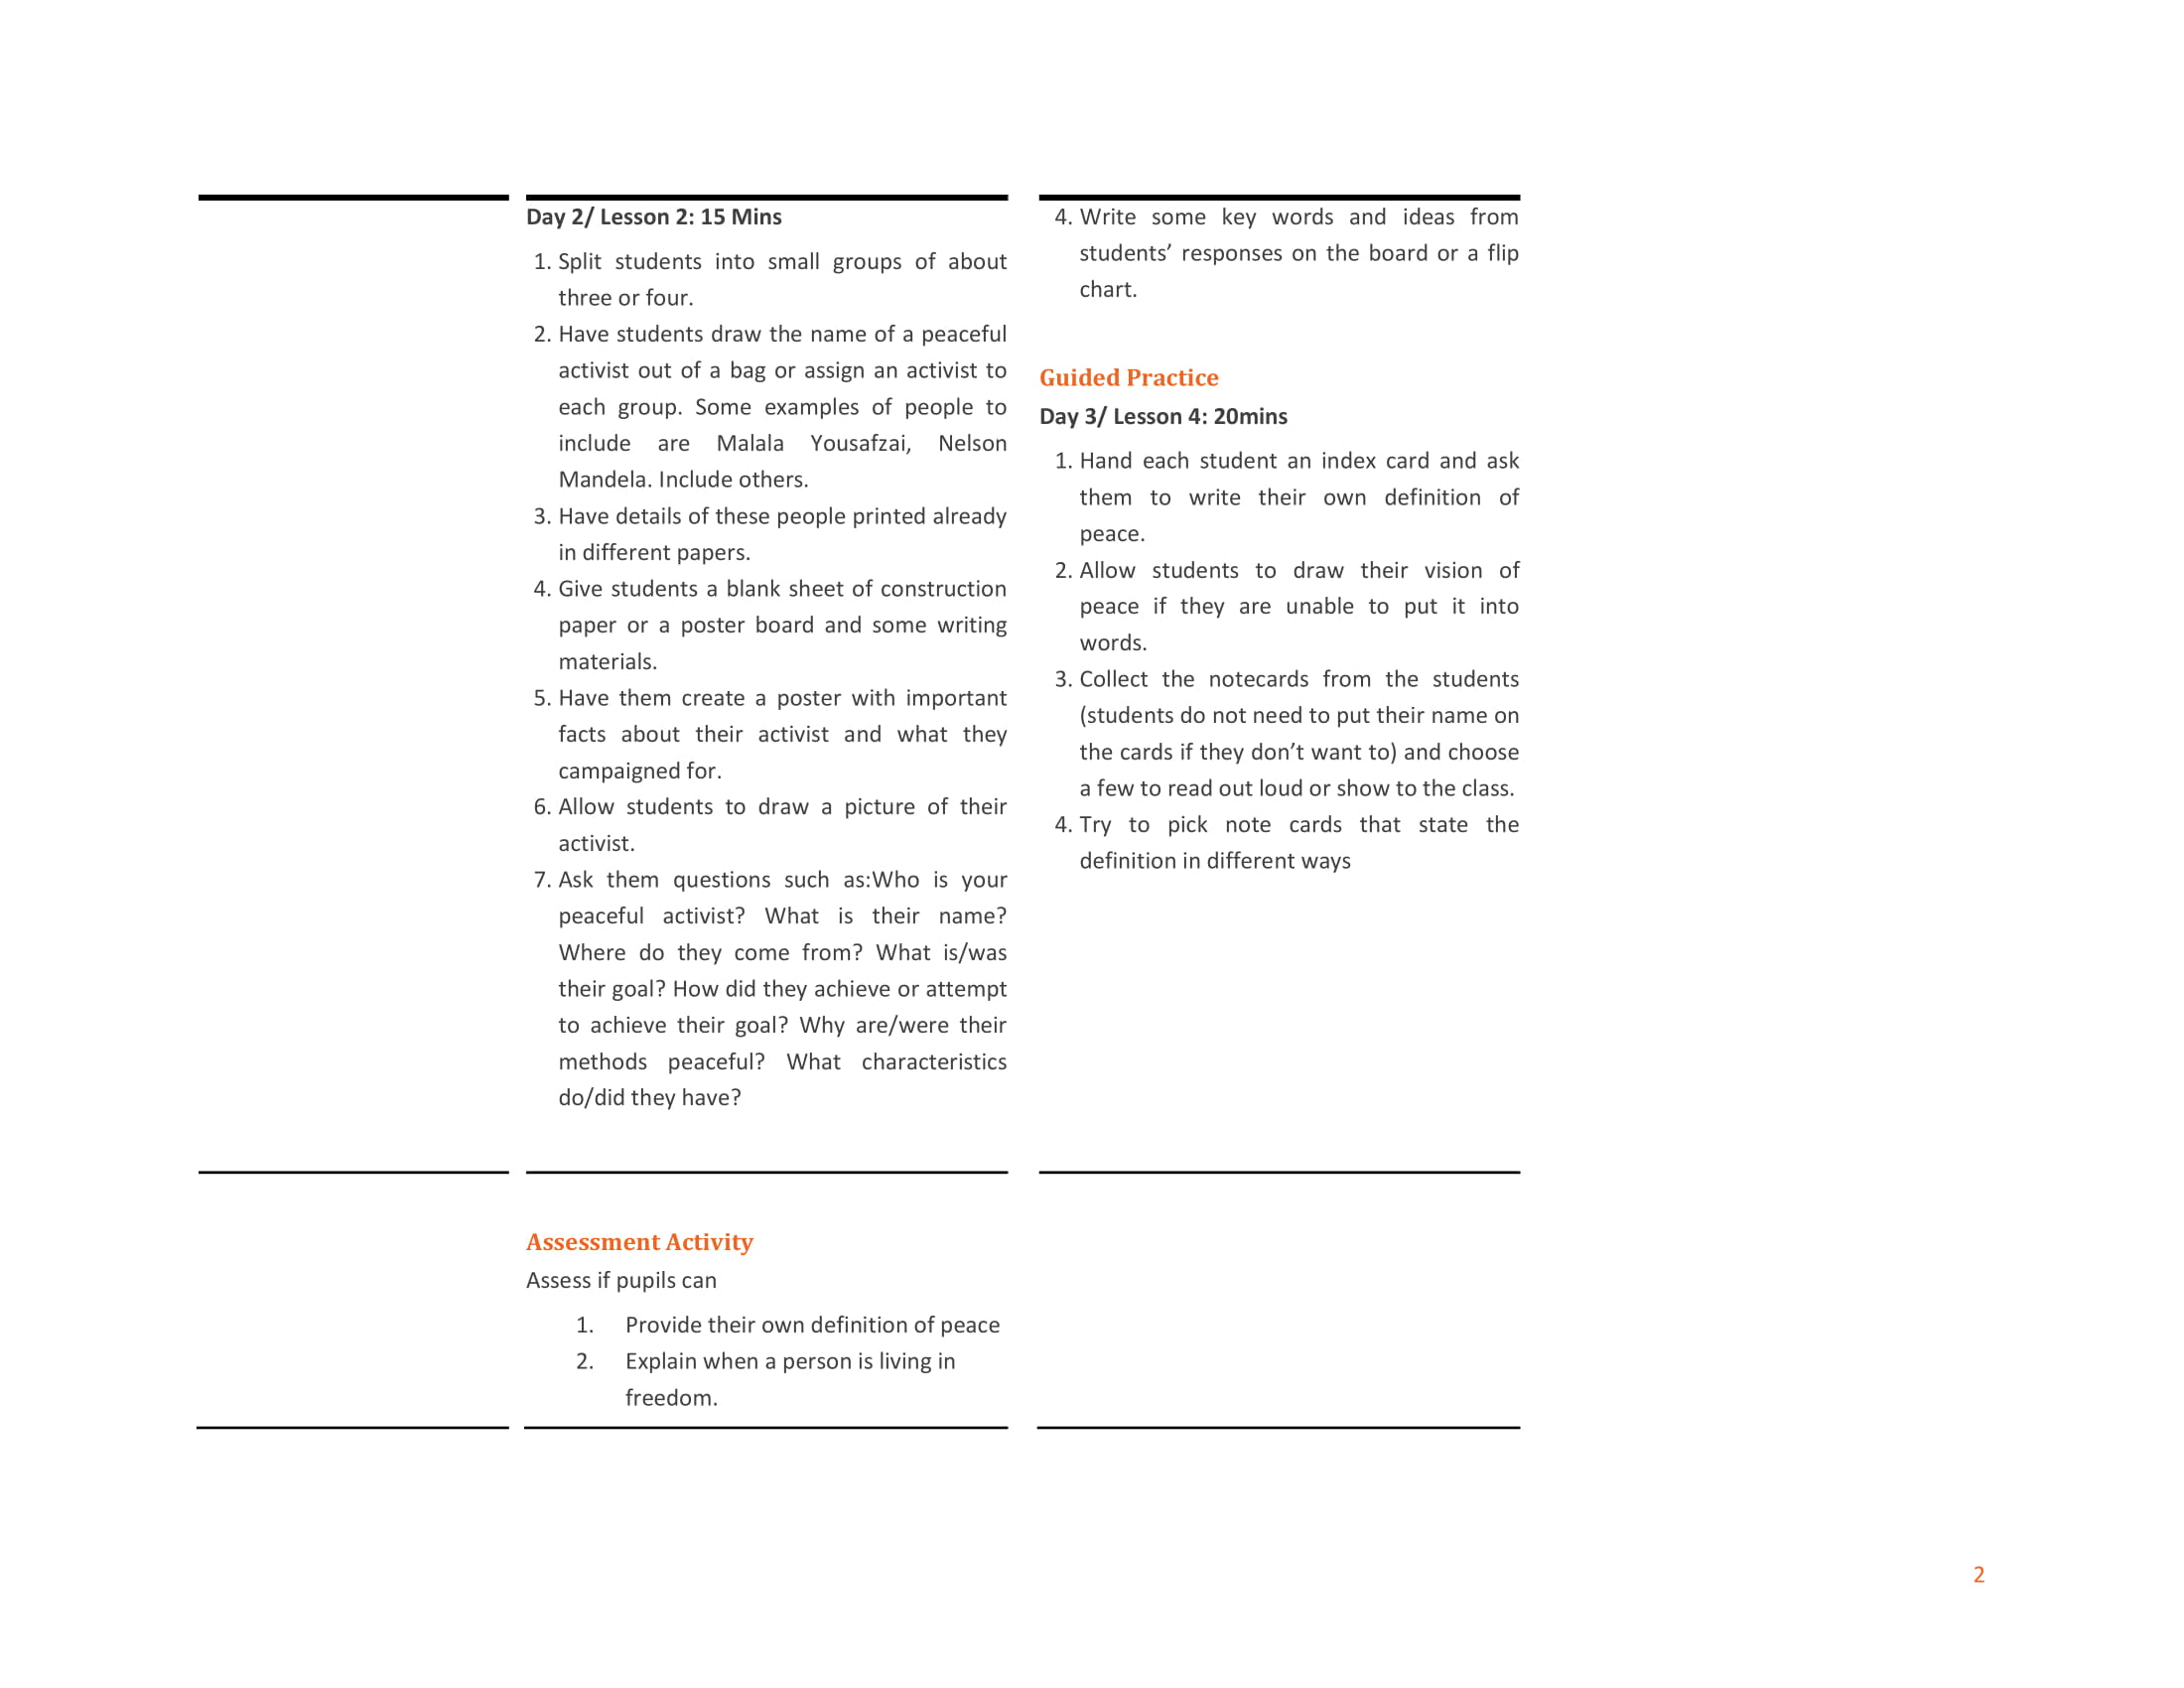 Day 2/ Lesson 2: 15 Mins
1. Split students into small groups of about
three or four.
2. Have students draw the name of a peaceful
activist out of a bag or assign an activist to
each group. Some examples of people to
include are Malala Yousafzai, Nelson
Mandela. Include others.
3. Have details of these people printed already
in different papers.
4. Give students a blank sheet of construction
paper or a poster board and some writing
materials.
5. Have them create a poster with important
facts about their activist and what they
campaigned for.
6. Allow students to draw a picture of their
activist.
7. Ask them questions such as:Who is your
peaceful activist? What is their name?
Where do they come from? What is/was
their goal? How did they achieve or attempt
to achieve their goal? Why are/were their
methods peaceful? What characteristics
do/did they have?
4. Write some key words and ideas from
students’ responses on the board or a flip
chart.
Guided Practice
Day 3/ Lesson 4: 20mins
1. Hand each student an index card and ask
them to write their own definition of
peace.
2. Allow students to draw their vision of
peace if they are unable to put it into
words.
3. Collect the notecards from the students
(students do not need to put their name on
the cards if they don’t want to) and choose
a few to read out loud or show to the class.
4. Try to pick note cards that state the
definition in different ways
Assessment Activity
Assess if pupils can
1. Provide their own definition of peace
2. Explain when a person is living in
freedom.
2